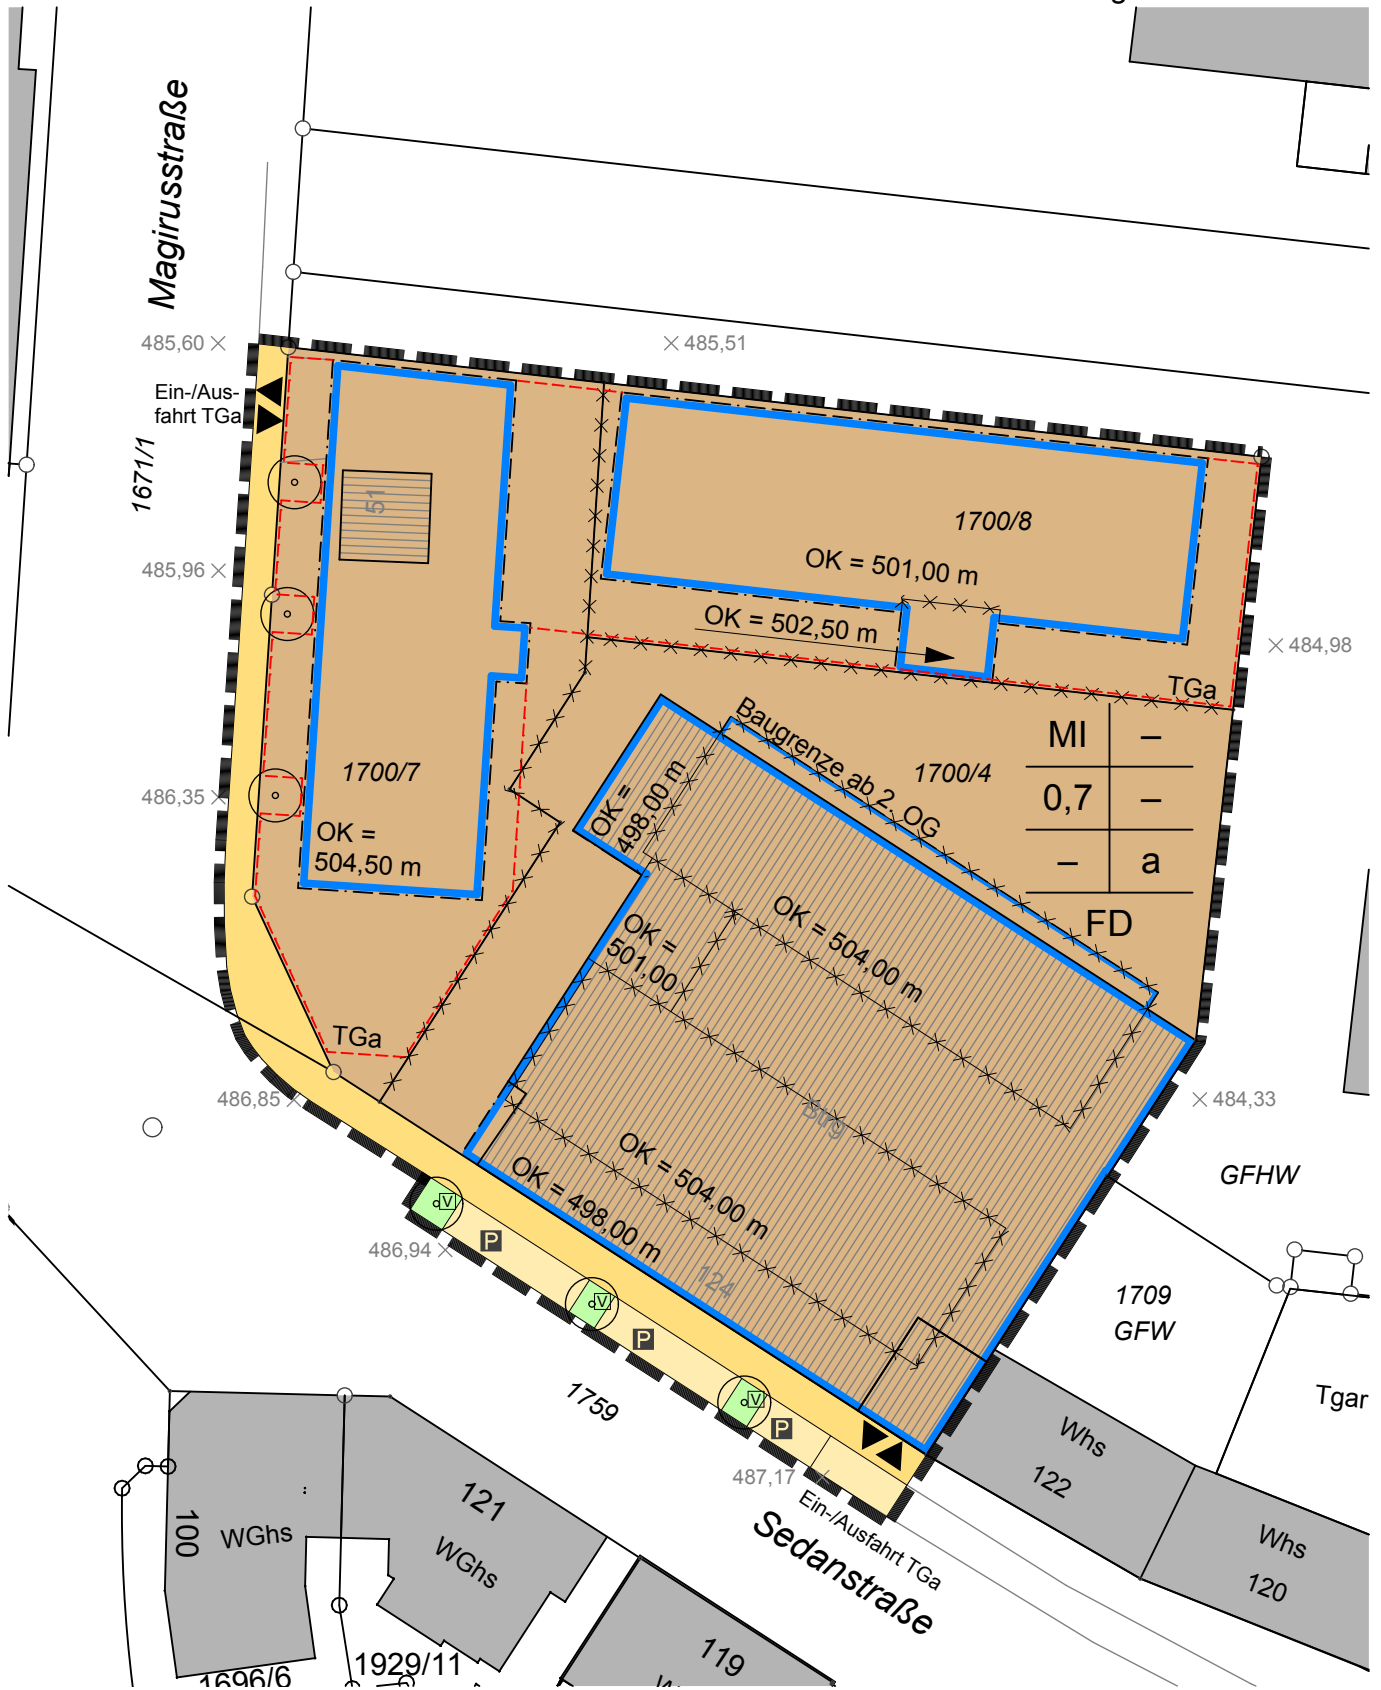 Magirusstraße
485,60
485,51
Ein-/Aus-
fahrt TGa
1671/1
51
1700/8
OK = 501,00 m
485,96
OK = 502,50 m
484,98
TGa
Baugrenze ab 2. OG
MI –
1700/7
1700/4
486,35
0,7 –
OK =
498,00 m
OK =
504,50 m
– a
FD
OK = 504,00 m
OK =
501,00
TGa
486,85
484,33
Btrg
OK = 504,00 m
OK = 498,00 m
GFHW
V
P
486,94
124
1709
GFW
V
P
1759
V
P
Tgar
487,17
Whs
122
Ein-/Ausfahrt TGa
Sedanstraße
Whs
120
100
WGhs
121
WGhs
119
1696/6
1929/11